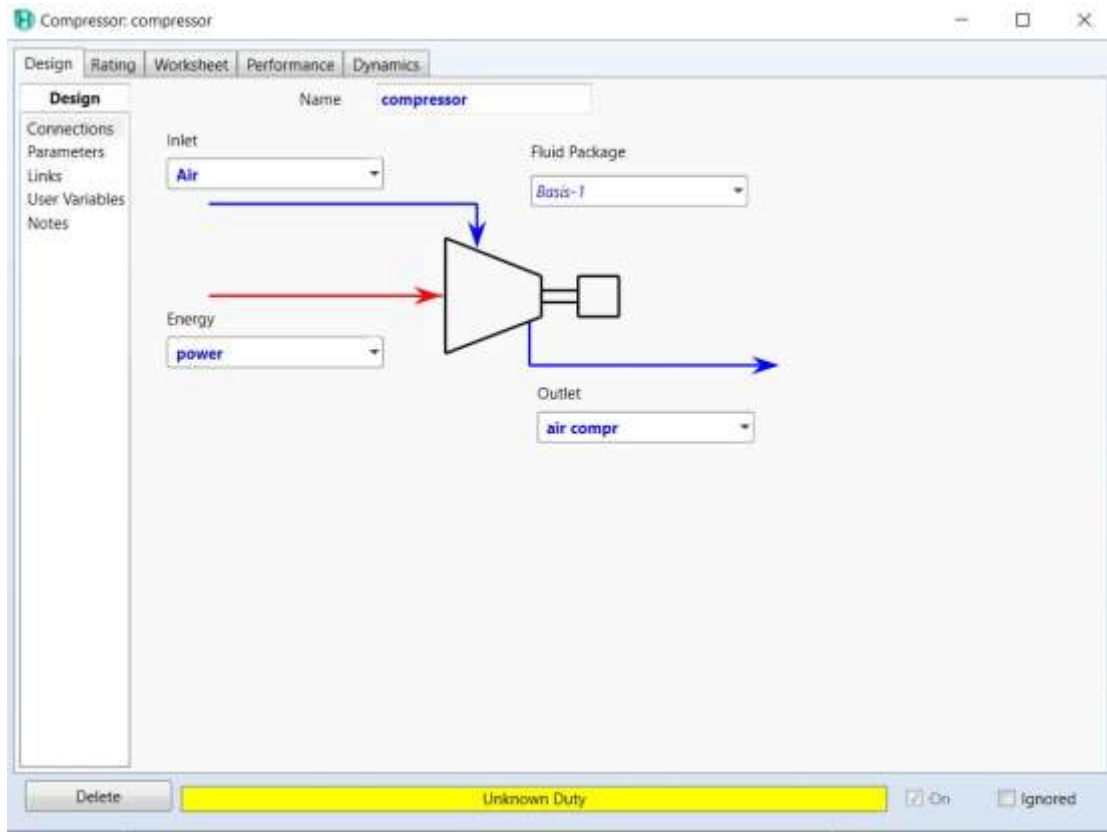 Compressor: compressor
Design Rating Worksheet Performance Dynamics
Design
Connections
Parameters
Links
User Variables
Notes
Name compressor
Inlet
Air
Fluid Package
Basis-1
Energy
power
Outlet
air compr
Delete Unknown Duty On Ignored